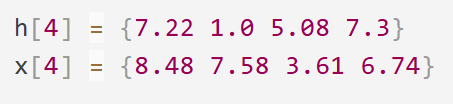 h[4] = {7.22 1.0 5.08 7.3}
x[4] = {8.48 7.58 3.61 6.74}